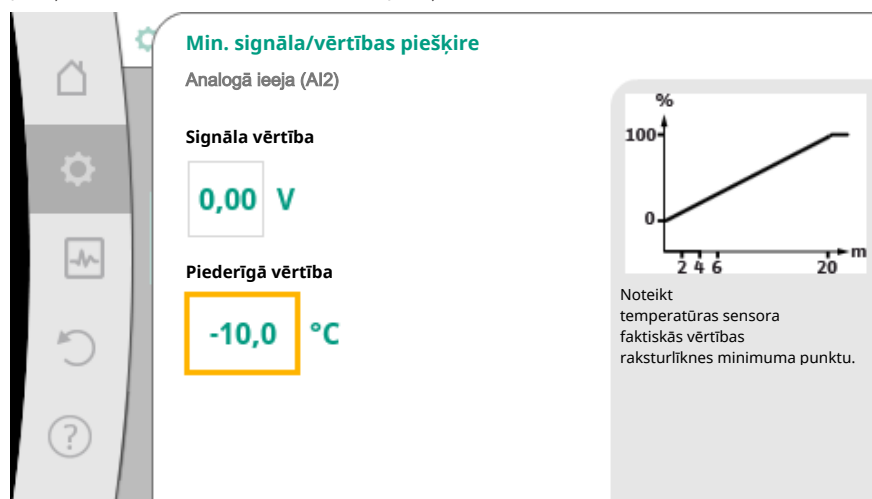 Min. signāla/vērtības piešķire
Analogā ieeja (AI2)
Signāla vērtība
0,00 V
Piederīgā vērtība
-10,0 °C
%
100
0
2 4 6 20
m
Noteikt
temperatūras sensora
faktiskās vērtības
raksturlīknes minimuma punktu.
?